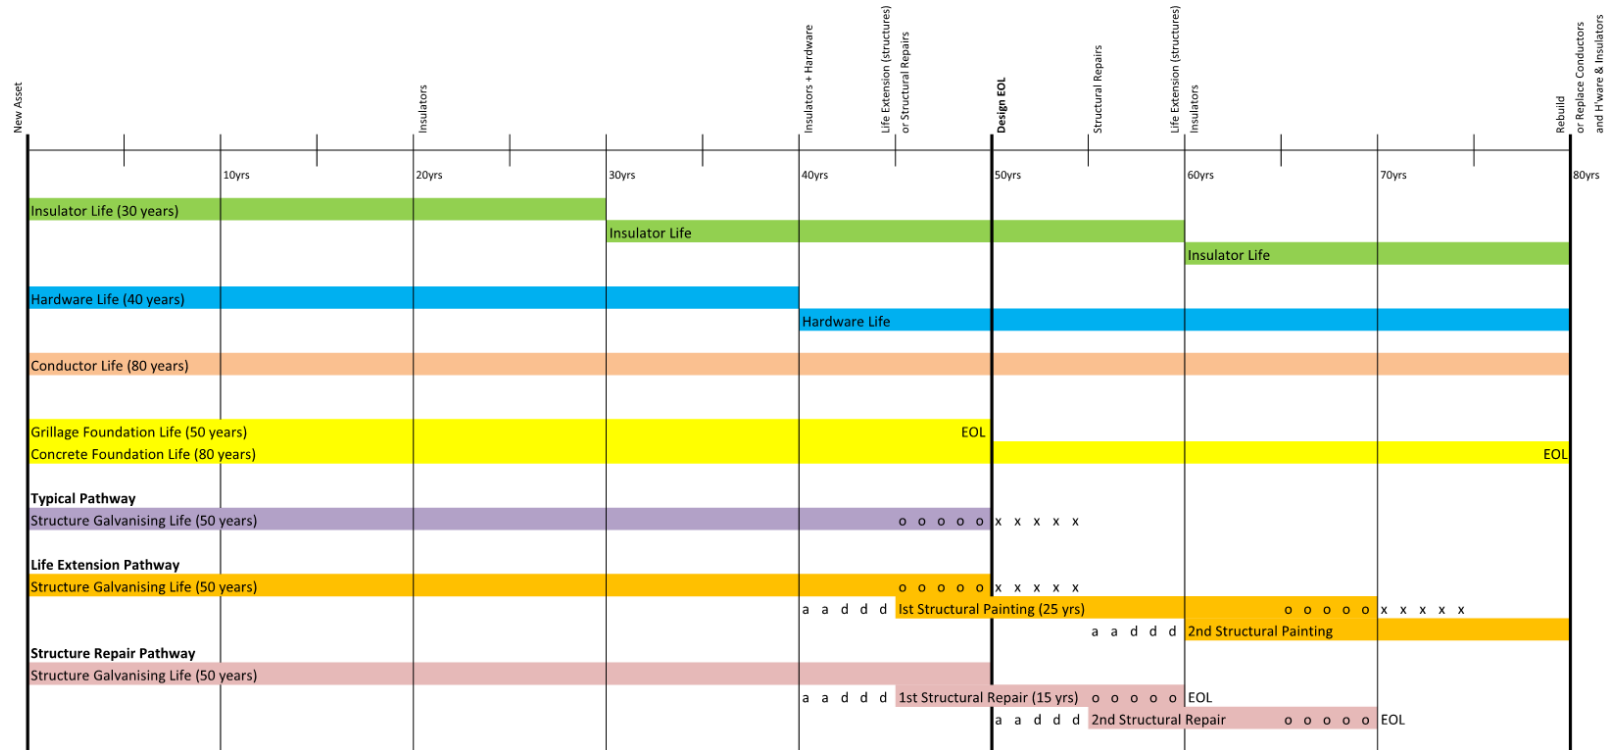 New Asset
Insulators
Insulators + Hardware
Life Extension (structures)
or Structural Repairs
Design EOL
Structural Repairs
Life Extension (structures)
Insulators
Rebuild
or Replace Conductors
and H'ware & Insulators
10yrs
20yrs
30yrs
40yrs
50yrs
60yrs
70yrs
80yrs
Insulator Life (30 years)
Insulator Life
Insulator Life
Hardware Life (40 years)
Hardware Life
Conductor Life (80 years)
Grillage Foundation Life (50 years) EOL
Concrete Foundation Life (80 years) EOL
Typical Pathway
Structure Galvanising Life (50 years) o o o o o x x x x x
Life Extension Pathway
Structure Galvanising Life (50 years) o o o o o x x x x x
a a d d d Ist Structural Painting (25 yrs) o o o o o x x x x x
a a d d d 2nd Structural Painting
Structure Repair Pathway
Structure Galvanising Life (50 years)
a a d d d 1st Structural Repair (15 yrs) o o o o o EOL
a a d d d 2nd Structural Repair o o o o o EOL